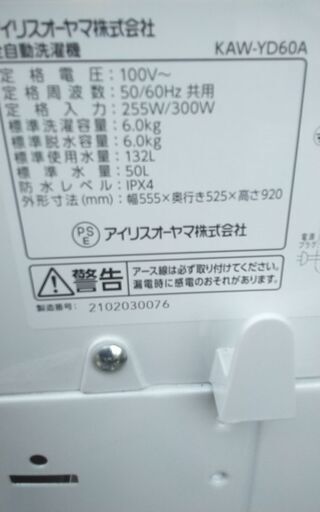 アイリスオーヤマ株式会社
全自動洗濯機 KAW-YD60A
定格電圧：100V～
定格周波数：50/60Hz 共用
定格入力：255W/300W
標準洗濯容量：6.0kg
標準脱水容量：6.0kg
標準使用水量：132L
標準水量：50L
防水レベル：IPX4
外形寸法(mm)：幅555×奥行き525×高さ920
PS
E アイリスオーヤマ株式会社
警告 アース線は必ず取り付けてください。
漏電時に感電のおそれがあります。
製造番号： 2102030076
電源